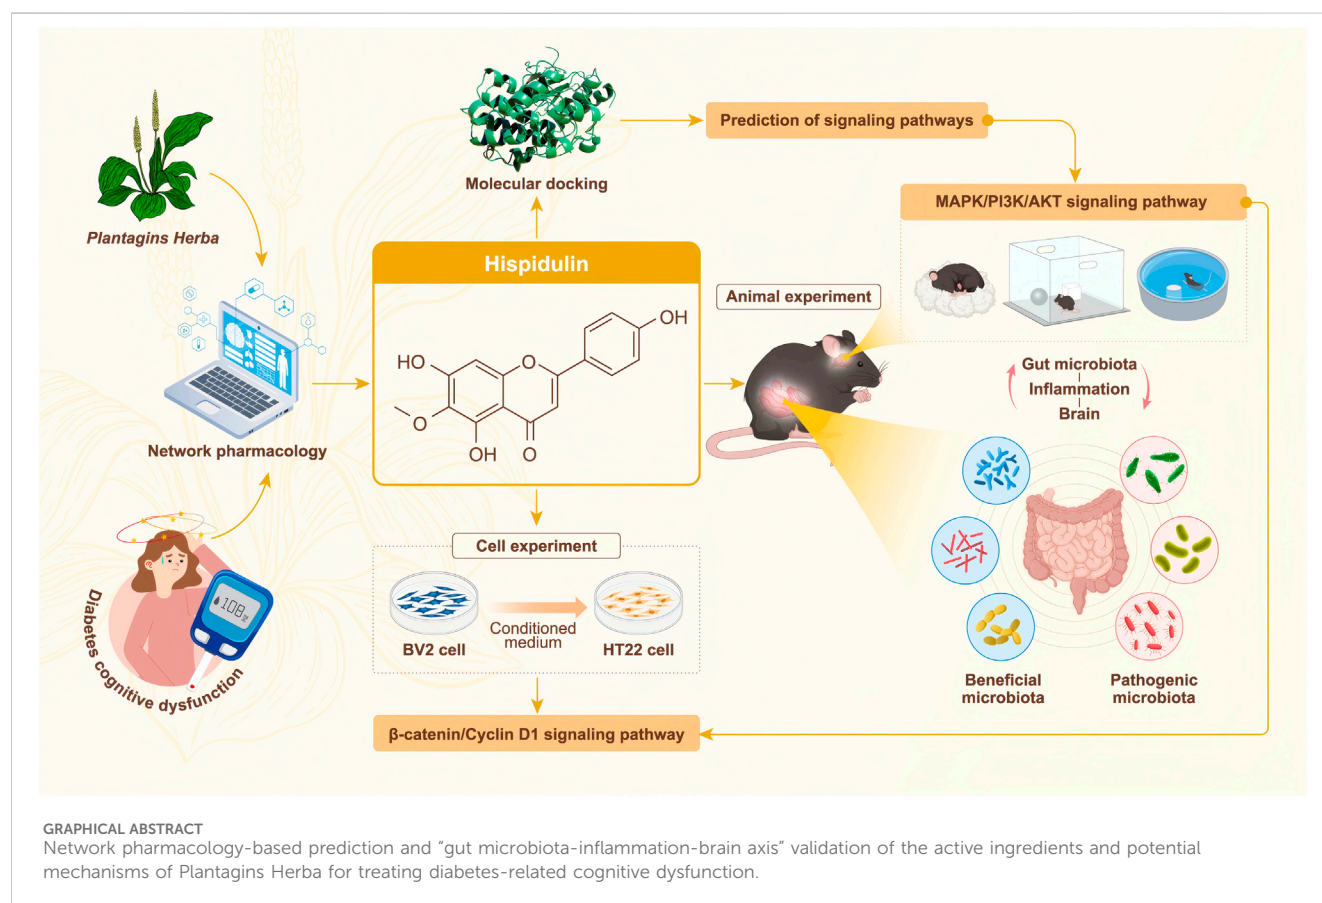 Plantagins Herba
Network pharmacology
Diabetes cognitive dysfunction
108
Molecular docking
Prediction of signaling pathways
MAPK/PI3K/AKT signaling pathway
Hispidulin
OH
HO
O
O
OH
O
Animal experiment
Gut microbiota
Inflammation
Brain
Cell experiment
BV2 cell
Conditioned
medium
HT22 cell
Beneficial
microbiota
Pathogenic
microbiota
β-catenin/Cyclin D1 signaling pathway
GRAPHICAL ABSTRACT
Network pharmacology-based prediction and “gut microbiota-inflammation-brain axis” validation of the active ingredients and potential
mechanisms of Plantagins Herba for treating diabetes-related cognitive dysfunction.